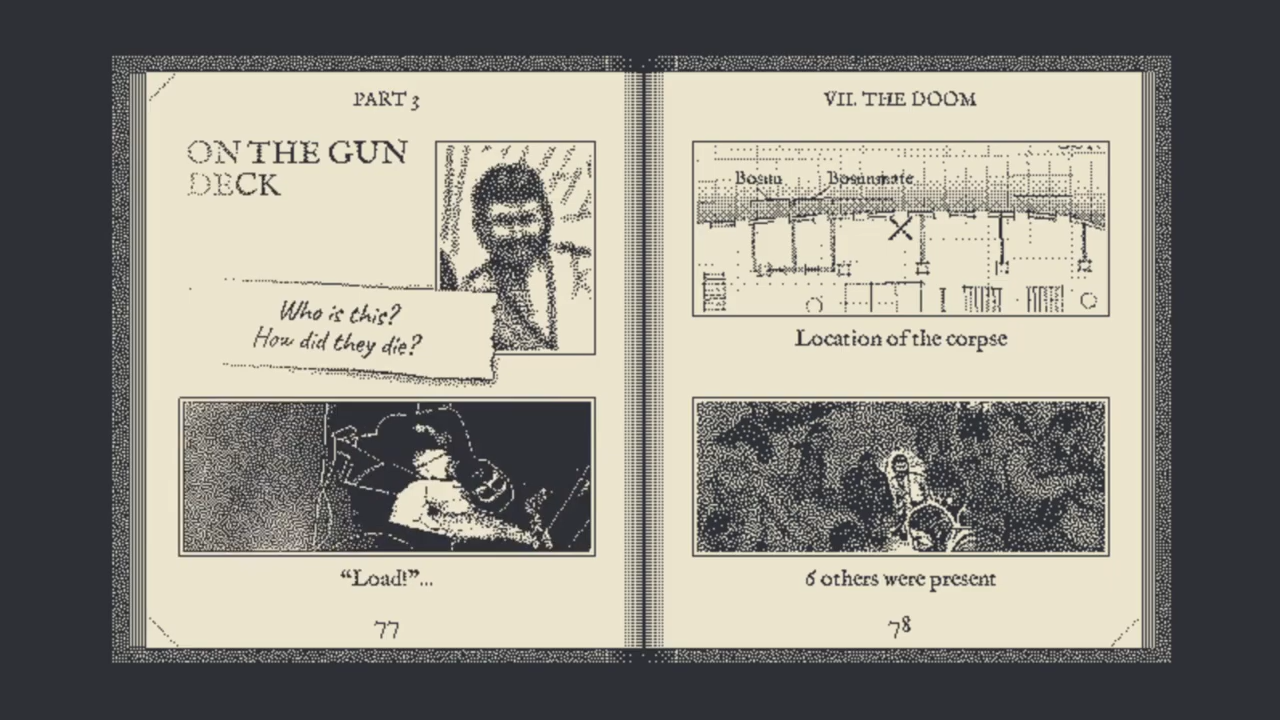 PART 3
ON THE GUN
DECK
Who is this?
How did they die?
“Load!”...
77
VII. THE DOOM
Bosun
Bosunmate
Location of the corpse
6 others were present
78